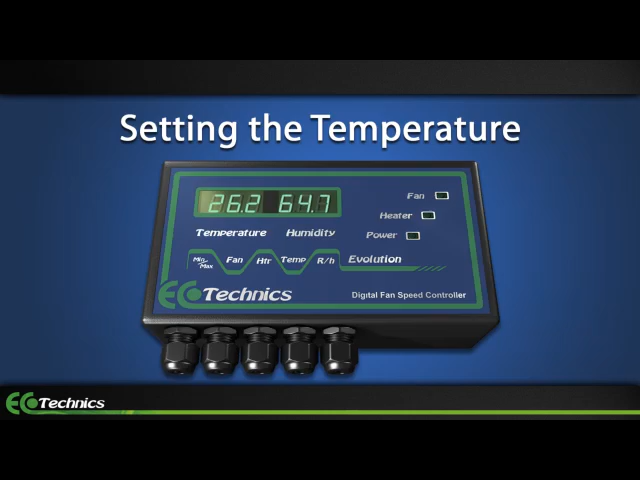 Setting the Temperature
26.2 64.7
Temperature Humidity
Fan
Heater
Power
Min/Max Fan Htr Temp R/h Evolution
ECOTechnics
Digital Fan Speed Controller
ECOTechnics